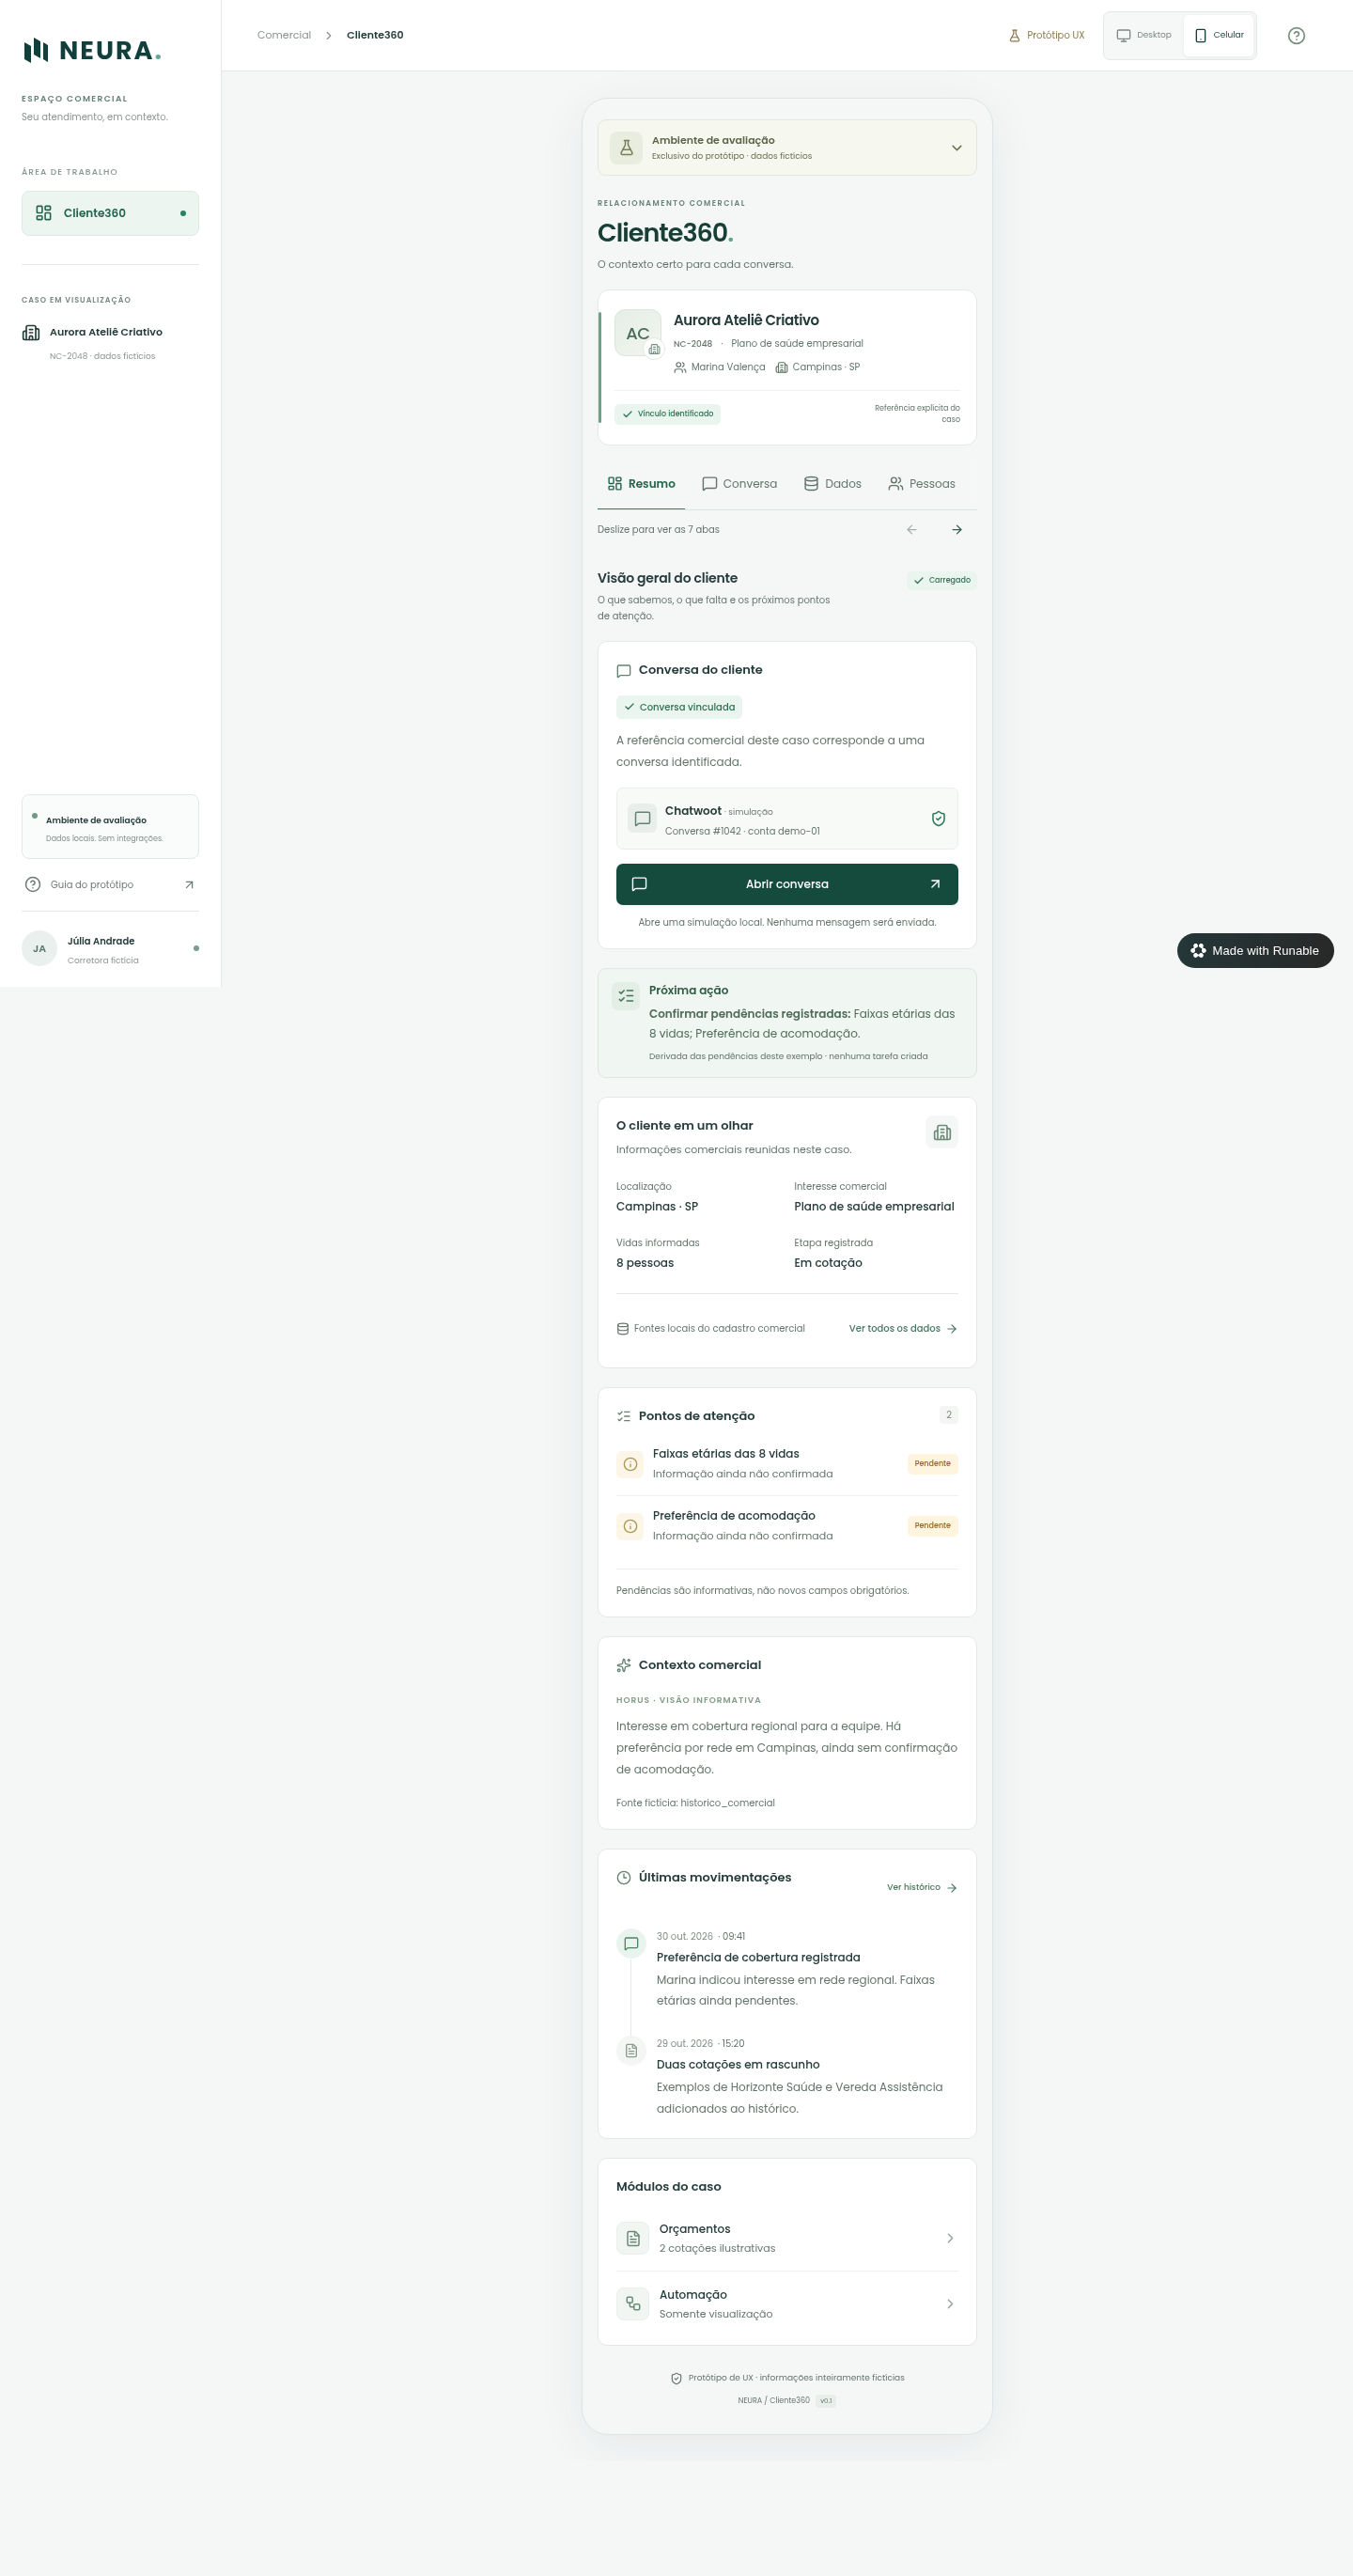 NEURA.
ESPAÇO COMERCIAL
Seu atendimento, em contexto.
ÁREA DE TRABALHO
Cliente360
CASO EM VISUALIZAÇÃO
Aurora Ateliê Criativo
NC-2048 · dados fictícios
Ambiente de avaliação
Dados locais. Sem integrações.
Guia do protótipo
JA
Júlia Andrade
Corretora fictícia
Comercial
Cliente360
Protótipo UX
Desktop
Celular
Ambiente de avaliação
Exclusivo do protótipo · dados fictícios
RELACIONAMENTO COMERCIAL
Cliente360.
O contexto certo para cada conversa.
AC
Aurora Ateliê Criativo
NC-2048 · Plano de saúde empresarial
Marina Valença
Campinas · SP
Vínculo identificado
Referência explícita do
caso
Resumo
Conversa
Dados
Pessoas
Deslize para ver as 7 abas
Visão geral do cliente
Carregado
O que sabemos, o que falta e os próximos pontos
de atenção.
Conversa do cliente
Conversa vinculada
A referência comercial deste caso corresponde a uma
conversa identificada.
Chatwoot · simulação
Conversa #1042 · conta demo-01
Abrir conversa
Abre uma simulação local. Nenhuma mensagem será enviada.
Próxima ação
Confirmar pendências registradas: Faixas etárias das
8 vidas; Preferência de acomodação.
Derivada das pendências deste exemplo · nenhuma tarefa criada
O cliente em um olhar
Informações comerciais reunidas neste caso.
Localização
Campinas · SP
Interesse comercial
Plano de saúde empresarial
Vidas informadas
8 pessoas
Etapa registrada
Em cotação
Fontes locais do cadastro comercial
Ver todos os dados
Pontos de atenção
2
Faixas etárias das 8 vidas
Informação ainda não confirmada
Pendente
Preferência de acomodação
Informação ainda não confirmada
Pendente
Pendências são informativas, não novos campos obrigatórios.
Contexto comercial
HORUS · VISÃO INFORMATIVA
Interesse em cobertura regional para a equipe. Há
preferência por rede em Campinas, ainda sem confirmação
de acomodação.
Fonte fictícia: historico_comercial
Últimas movimentações
Ver histórico
30 out. 2026 · 09:41
Preferência de cobertura registrada
Marina indicou interesse em rede regional. Faixas
etárias ainda pendentes.
29 out. 2026 · 15:20
Duas cotações em rascunho
Exemplos de Horizonte Saúde e Vereda Assistência
adicionados ao histórico.
Módulos do caso
Orçamentos
2 cotações ilustrativas
Automação
Somente visualização
Protótipo de UX · informações inteiramente fictícias
NEURA / Cliente360 v0.1
Made with Runable